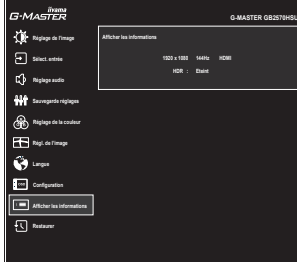 iiyama
G-MASTER
G-MASTER GB2570HSU
Réglage de l'image
Afficher les informations
1920 x 1080 144Hz HDMI
HDR : Eteint
Sélect. entrée
Réglage audio
Sauvegarde réglages
Réglage de la couleur
Régl. de l'image
Langue
OSD
Configuration
Afficher les informations
Restaurer